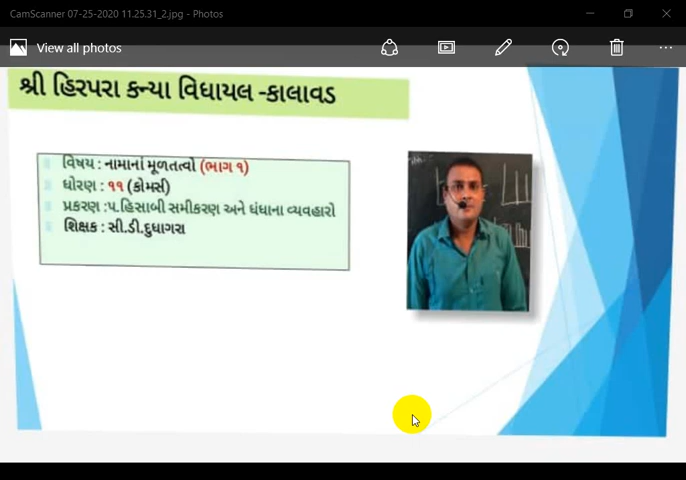 CamScanner 07-25-2020 11.25.31_2.jpg - Photos
View all photos
શ્રી હિરપરા કન્યા વિધાયલ -કાલાવડ
વિષય : નામાનાં મૂળતત્વો (ભાગ ૧)
ધોરણ : ૧૧ (કોમર્સ)
પ્રકરણ :૫.હિસાબી સમીકરણ અને ધંધાના વ્યવહારો
શિક્ષક : સી.ડી.દુધાગરા